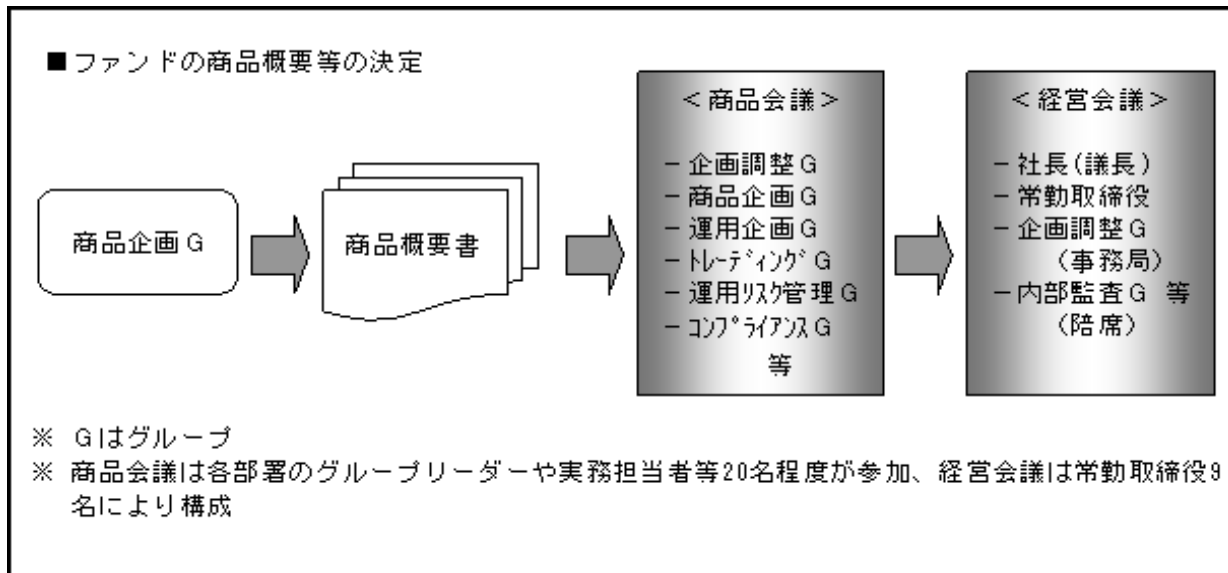 ■ファンドの商品概要等の決定
商品企画G
商品概要書
＜商品会議＞
－企画調整G
－商品企画G
－運用企画G
－ﾄﾚｰﾃﾞｨﾝｸﾞG
－運用ﾘｽｸ管理G
－ｺﾝﾌﾟﾗｲｱﾝｽG
等
＜経営会議＞
－社長(議長)
－常勤取締役
－企画調整G
(事務局)
－内部監査G 等
(陪席)
※ Gはグループ
※ 商品会議は各部署のグループリーダーや実務担当者等20名程度が参加、経営会議は常勤取締役9
名により構成